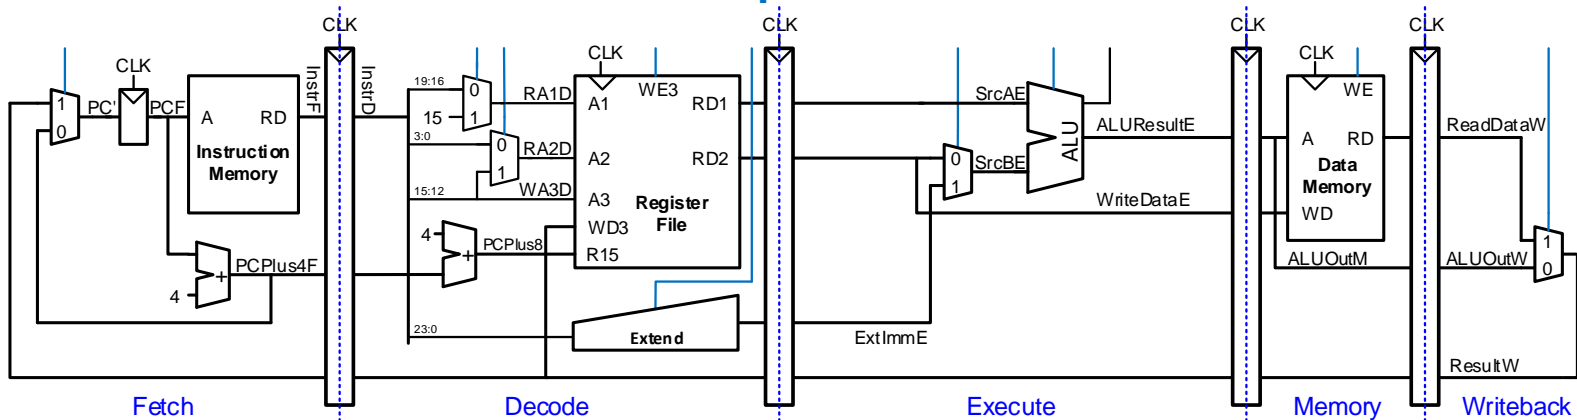 CLK
CLK
CLK
CLK
CLK
CLK
CLK
1
0
PC'
PCF
A
RD
Instruction
Memory
InstrF
InstrD
PCPlus4F
+
4
19:16
15
0
1
RA1D
3:0
0
1
RA2D
15:12
WA3D
4
+
PCPlus8
23:0
A1
WE3
RD1
A2
RD2
A3
Register
File
WD3
R15
Extend
SrcAE
0
1
SrcBE
ALU
ALUResultE
WriteDataE
ExtImmE
WE
A
RD
Data
Memory
WD
ALUOutM
ReadDataW
ALUOutW
1
0
ResultW
Fetch
Decode
Execute
Memory
Writeback